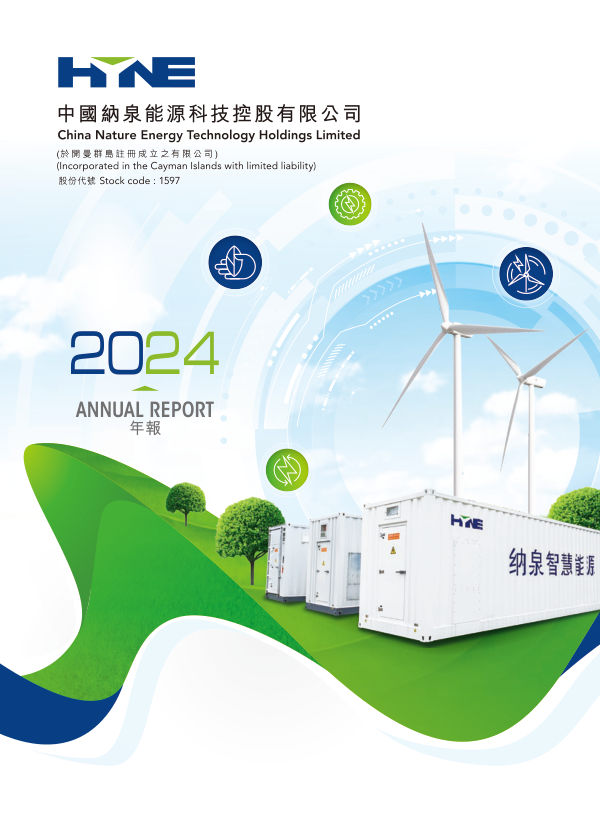 HYNE
中國納泉能源科技控股有限公司
China Nature Energy Technology Holdings Limited
(於開曼群島註冊成立之有限公司)
(Incorporated in the Cayman Islands with limited liability)
股份代號 Stock code : 1597
2024
ANNUAL REPORT
年報
HYNE
纳泉智慧能源